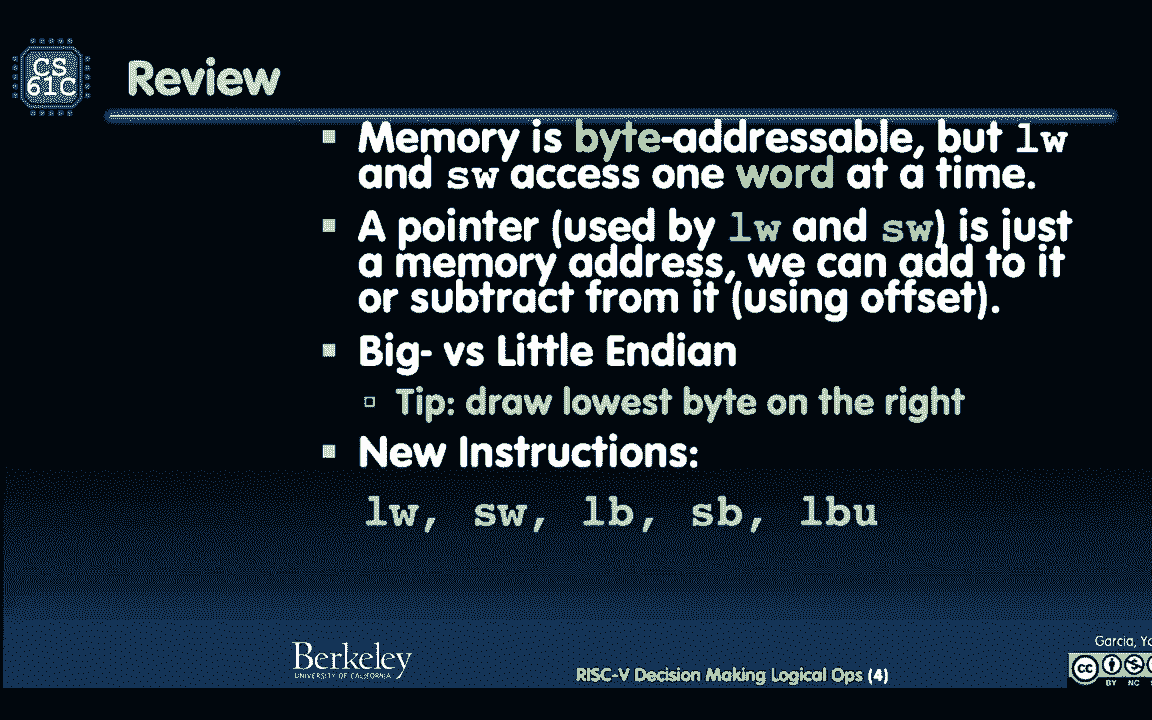 CS
61C
Review
Memory is byte-addressable, but lw
and sw access one word at a time.
A pointer (used by lw and sw) is just
a memory address, we can add to it
or subtract from it (using offset).
Big- vs Little Endian
Tip: draw lowest byte on the right
New Instructions:
lw, sw, lb, sb, lbu
Berkeley
UNIVERSITY OF CALIFORNIA
RISC-V Decision Making Logical Ops (4)
Garcia,
cc
BY NC